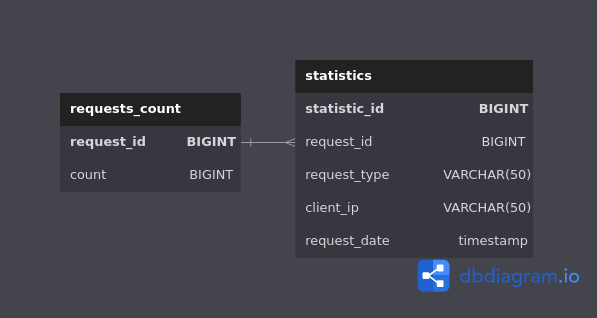 requests_count
request_id BIGINT
count BIGINT
statistics
statistic_id BIGINT
request_id BIGINT
request_type VARCHAR(50)
client_ip VARCHAR(50)
request_date timestamp
dbdiagram.io